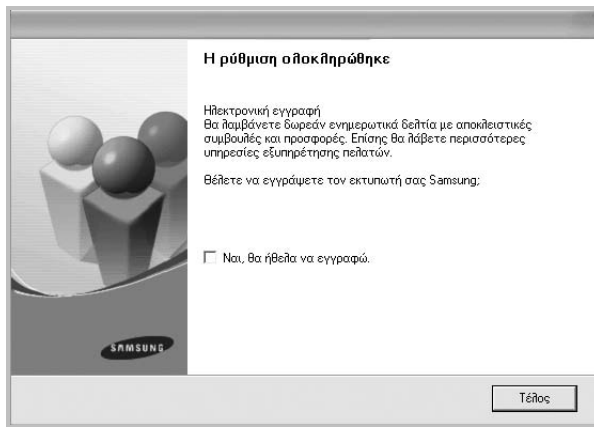 Η ρύθμιση ολοκληρώθηκε
Ηλεκτρονική εγγραφή
Θα λαμβάνετε δωρεάν ενημερωτικά δελτία με αποκλειστικές
συμβουλές και προσφορές. Επίσης θα λάβετε περισσότερες
υπηρεσίες εξυπηρέτησης πελατών.
Θέλετε να εγγράψετε τον εκτυπωτή σας Samsung;
Ναι, θα ήθελα να εγγραφώ.
SAMSUNG
Τέλος